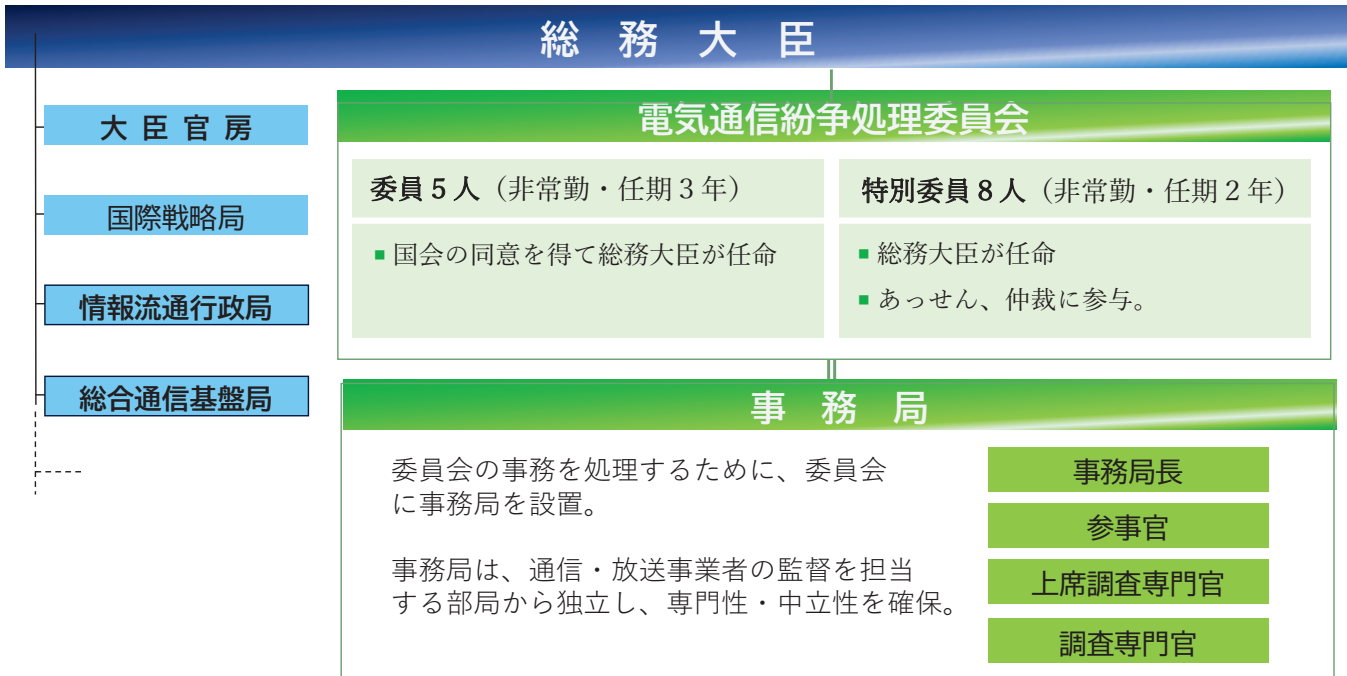 総務大臣
大臣官房
国際戦略局
情報流通行政局
総合通信基盤局
電気通信紛争処理委員会
委員５人（非常勤・任期３年）
■国会の同意を得て総務大臣が任命
特別委員８人（非常勤・任期２年）
■総務大臣が任命
■あっせん、仲裁に参与。
事務局
委員会の事務を処理するために、委員会
に事務局を設置。
事務局は、通信・放送事業者の監督を担当
する部局から独立し、専門性・中立性を確保。
事務局長
参事官
上席調査専門官
調査専門官